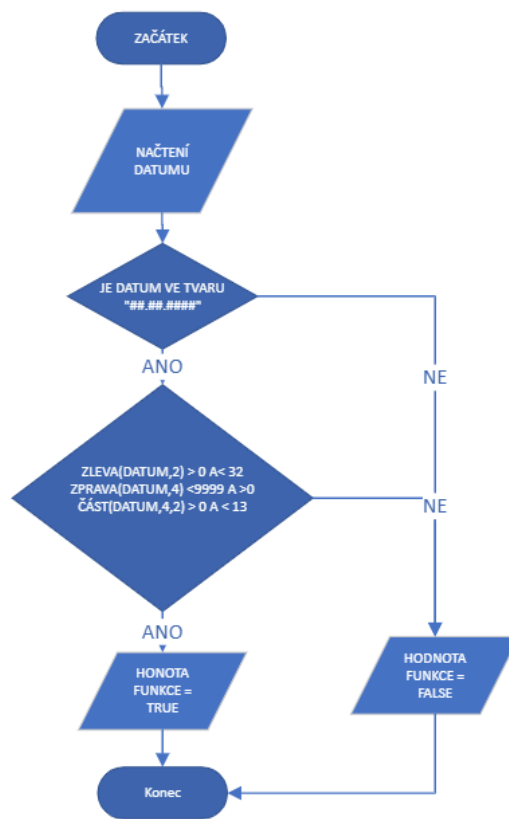 ZAČÁTEK
NAČTENÍ
DATUMU
JE DATUM VE TVARU
"##.##.####"
ANO
NE
ZLEVA(DATUM,2) > 0 A< 32
ZPRAVA(DATUM,4) <9999 A >0
ČÁST(DATUM,4,2) > 0 A < 13
NE
ANO
HONOTA
FUNKCE =
TRUE
HODNOTA
FUNKCE =
FALSE
Konec